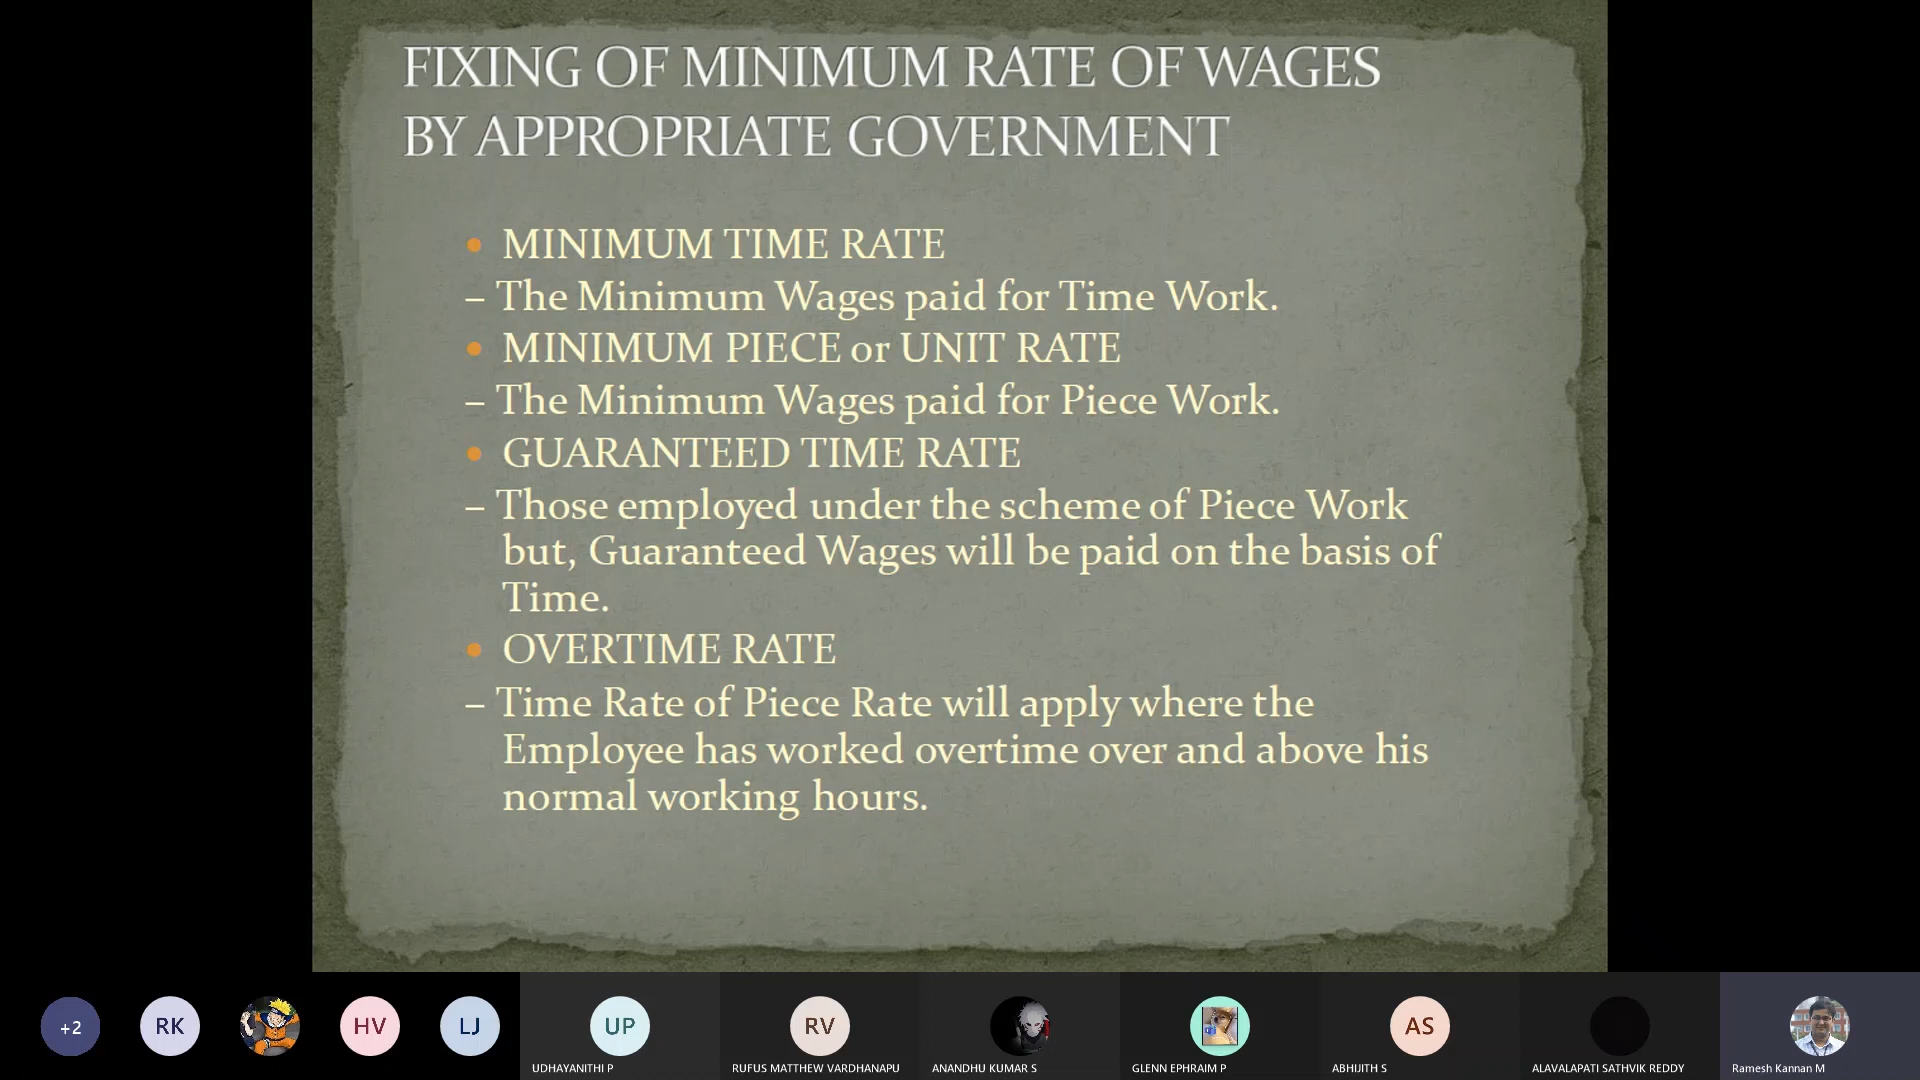 FIXING OF MINIMUM RATE OF WAGES
BY APPROPRIATE GOVERNMENT
• MINIMUM TIME RATE
– The Minimum Wages paid for Time Work.
• MINIMUM PIECE or UNIT RATE
– The Minimum Wages paid for Piece Work.
• GUARANTEED TIME RATE
– Those employed under the scheme of Piece Work
but, Guaranteed Wages will be paid on the basis of
Time.
• OVERTIME RATE
– Time Rate of Piece Rate will apply where the
Employee has worked overtime over and above his
normal working hours.
+2
RK
HV
LJ
UP
RV
AS
UDHAYANITHI P
RUFUS MATTHEW VARDHANAPU
ANANDHU KUMAR S
GLENN EPHRAIM P
ABHIJITH S
ALAVALAPATI SATHVIK REDDY
Ramesh Kannan M